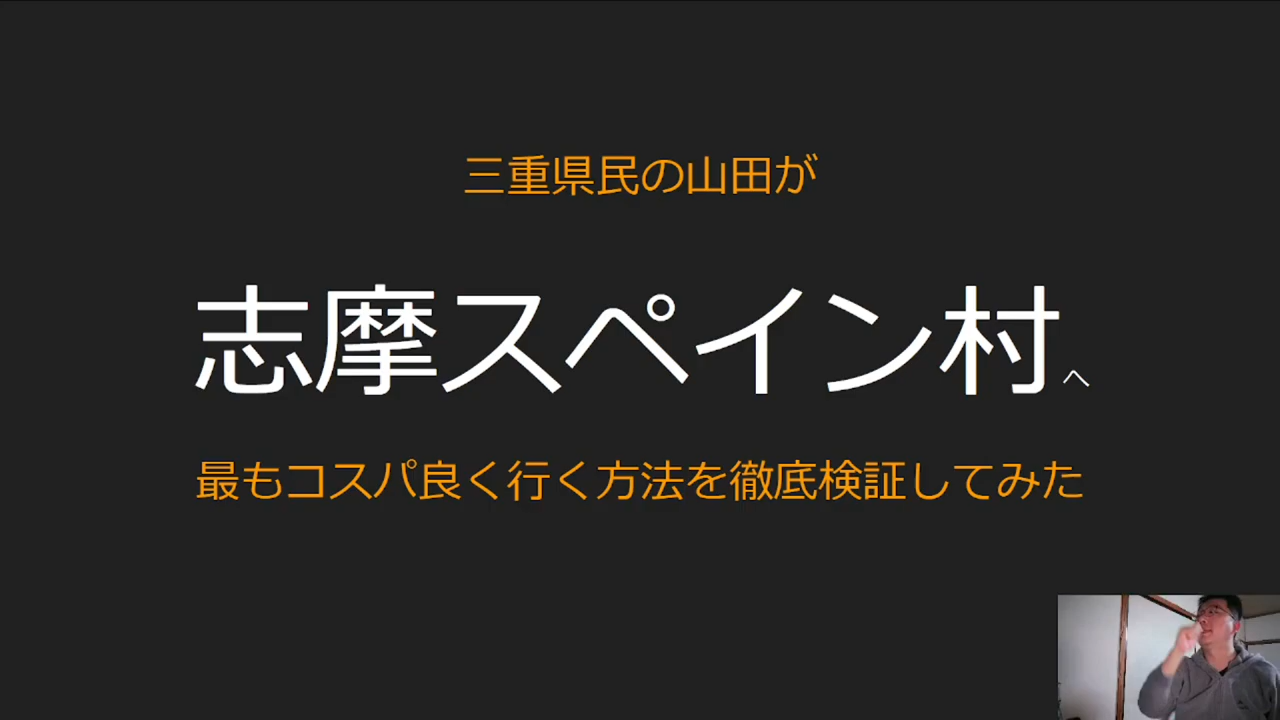 三重県民の山田が
志摩スペイン村へ
最もコスパ良く行く方法を徹底検証してみた